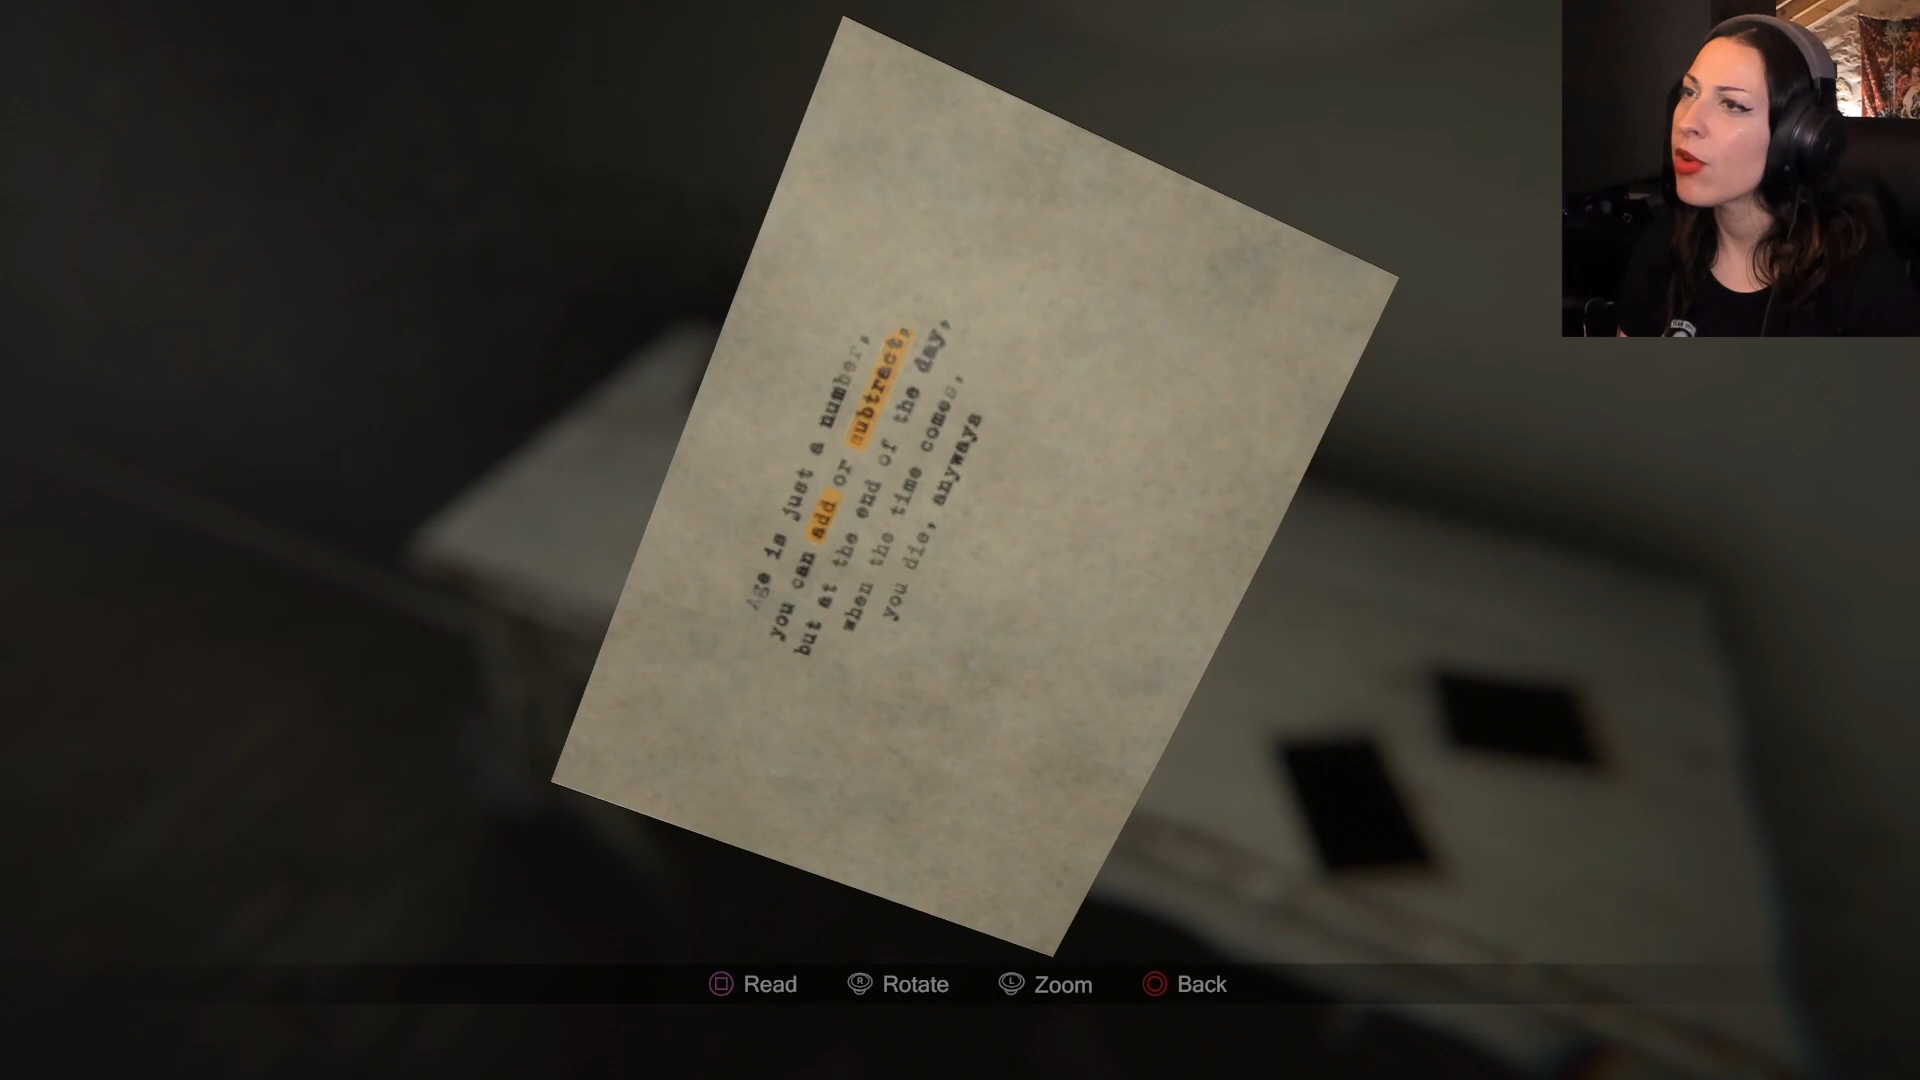 Age is just a number,
you can add or subtract,
but at the end of the day,
when the time comes,
you die, anyways
Read
R
Rotate
L
Zoom
Back